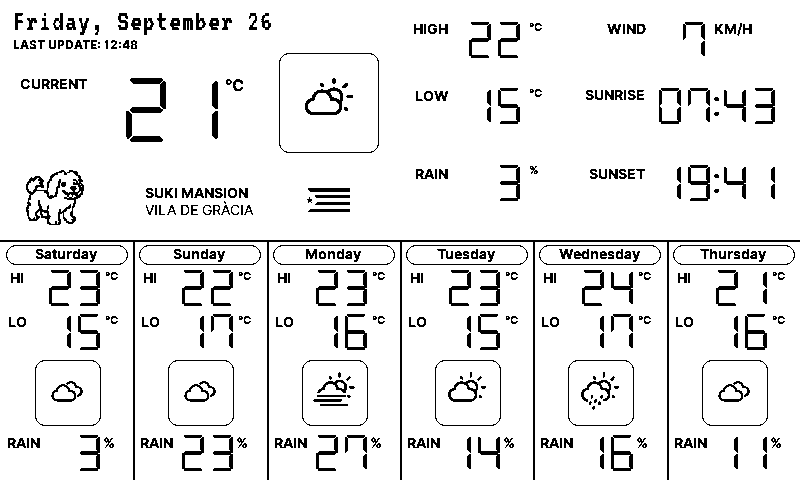 Friday, September 26
LAST UPDATE: 12:48
CURRENT 21 °C
HIGH 22 °C
WIND 7 KM/H
LOW 15 °C
SUNRISE 07:43
RAIN 3 %
SUNSET 19:41
SUKI MANSION
VILA DE GRÀCIA
Saturday
HI 23 °C
LO 15 °C
RAIN 3 %
Sunday
HI 22 °C
LO 17 °C
RAIN 23 %
Monday
HI 23 °C
LO 16 °C
RAIN 27 %
Tuesday
HI 23 °C
LO 15 °C
RAIN 14 %
Wednesday
HI 24 °C
LO 17 °C
RAIN 16 %
Thursday
HI 21 °C
LO 16 °C
RAIN 11 %